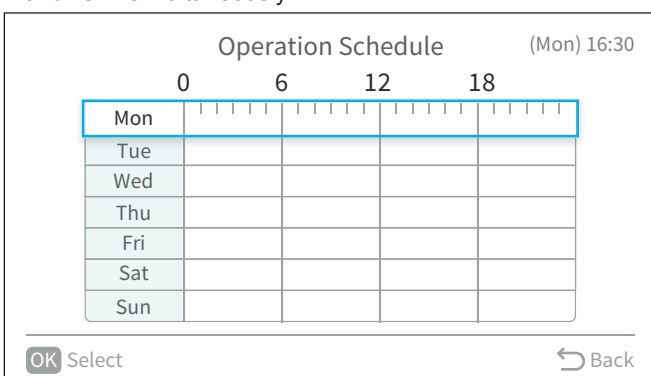 Operation Schedule (Mon) 16:30
0 6 12 18
Mon
Tue
Wed
Thu
Fri
Sat
Sun
OK Select Back